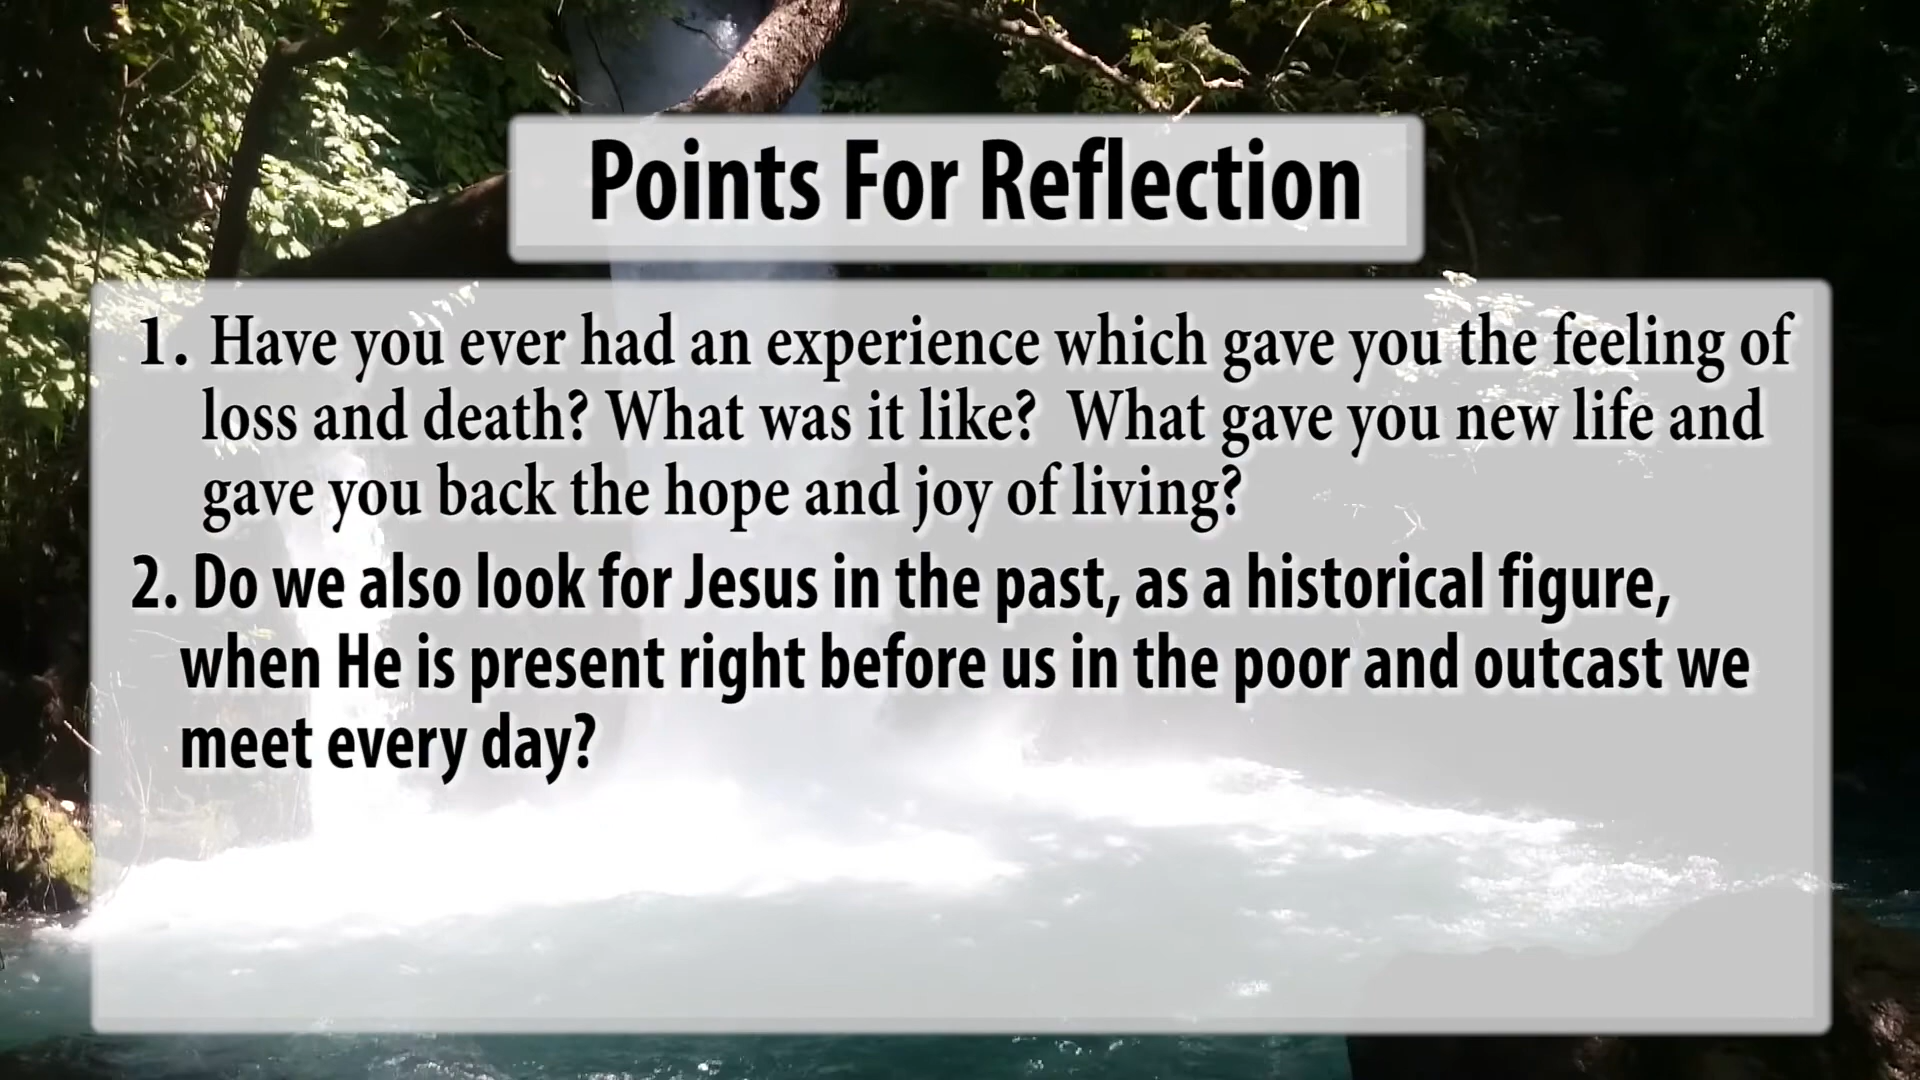 Points For Reflection
1. Have you ever had an experience which gave you the feeling of
loss and death? What was it like?  What gave you new life and
gave you back the hope and joy of living?
2. Do we also look for Jesus in the past, as a historical figure,
when He is present right before us in the poor and outcast we
meet every day?